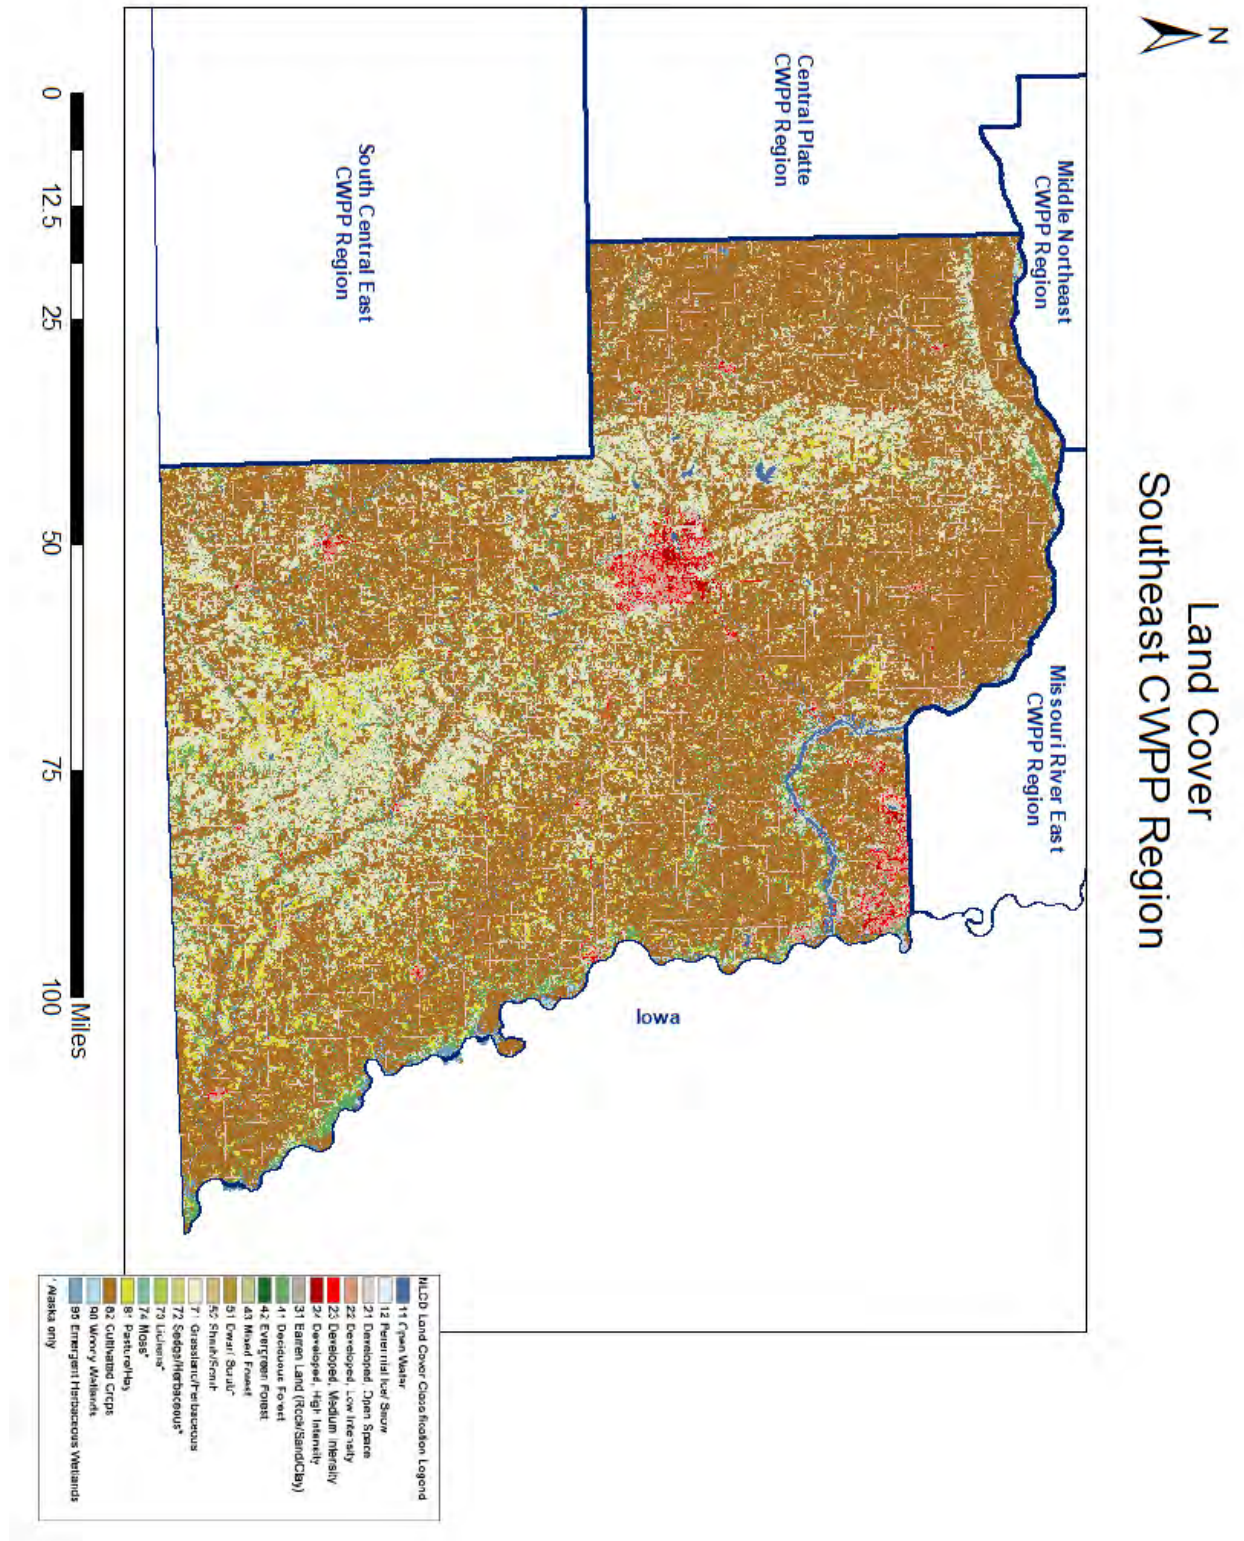 Land Cover
Southeast CWPP Region
N
Middle Northeast
CWPP Region
Missouri River East
CWPP Region
Central Platte
CWPP Region
Iowa
South Central East
CWPP Region
0
12.5
25
50
75
100
Miles
NLCD Land Cover Classification Legend
11 Open Water
12 Perennial Ice/ Snow
21 Developed, Open Space
22 Developed, Low Intensity
23 Developed, Medium Intensity
24 Developed, High Intensity
31 Barren Land (Rock/Sand/Clay)
41 Deciduous Forest
42 Evergreen Forest
43 Mixed Forest
51 Dwarf Scrub*
52 Shrub/Scrub
71 Grassland/Herbaceous
72 Sedge/Herbaceous*
73 Lichens*
74 Moss*
81 Pasture/Hay
82 Cultivated Crops
90 Woody Wetlands
95 Emergent Herbaceous Wetlands
* Alaska only